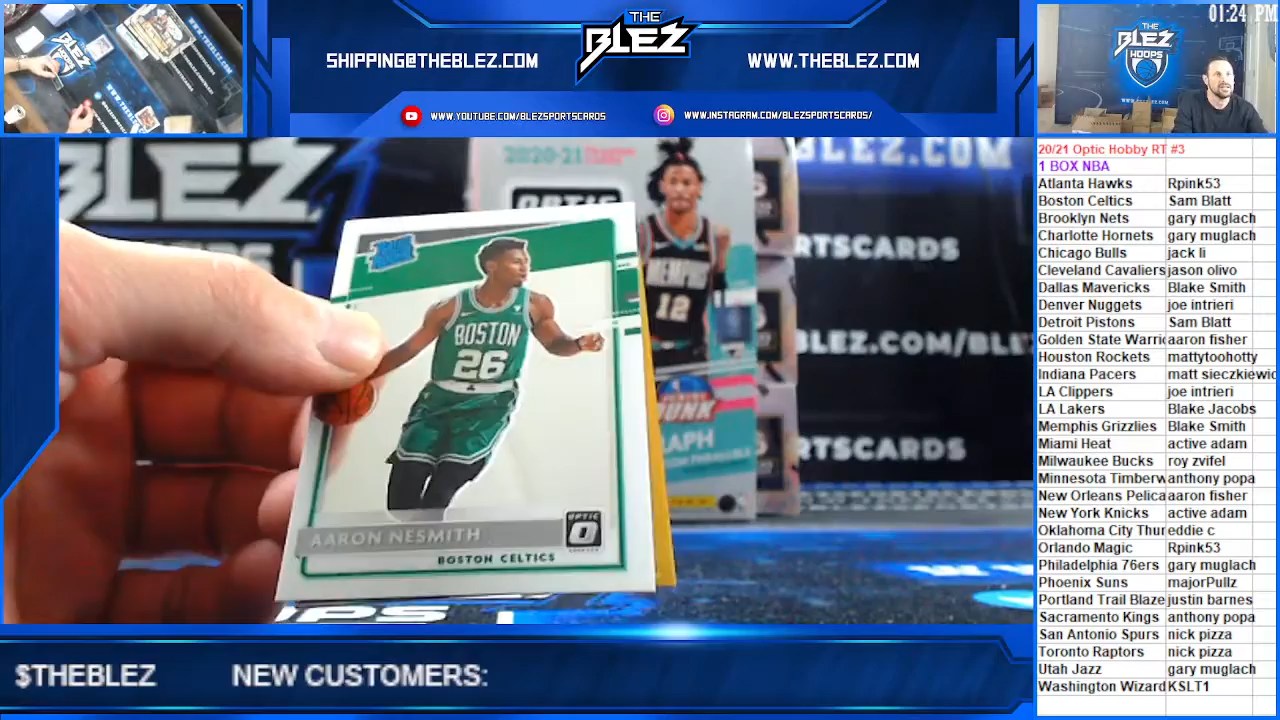 THE
BLEZ
SHIPPING@THEBLEZ.COM
WWW.THEBLEZ.COM
WWW.YOUTUBE.COM/BLEZSPORTSCARDS
WWW.INSTAGRAM.COM/BLEZSPORTSCARDS/
THE
BLEZ
HOOPS
01:24 PM
20/21 Optic Hobby RT #3
1 BOX NBA
Atlanta Hawks Rpink53
Boston Celtics Sam Blatt
Brooklyn Nets gary muglach
Charlotte Hornets gary muglach
Chicago Bulls jack li
Cleveland Cavaliers jason olivo
Dallas Mavericks Blake Smith
Denver Nuggets joe intrieri
Detroit Pistons Sam Blatt
Golden State Warri aaron fisher
Houston Rockets mattytoohotty
Indiana Pacers matt sieczkiewic
LA Clippers joe intrieri
LA Lakers Blake Jacobs
Memphis Grizzlies Blake Smith
Miami Heat active adam
Milwaukee Bucks roy zvifel
Minnesota Timberw anthony popa
New Orleans Pelica aaron fisher
New York Knicks active adam
Oklahoma City Thur eddie c
Orlando Magic Rpink53
Philadelphia 76ers gary muglach
Phoenix Suns majorPullz
Portland Trail Blaze justin barnes
Sacramento Kings anthony popa
San Antonio Spurs nick pizza
Toronto Raptors nick pizza
Utah Jazz gary muglach
Washington Wizard KSLT1
BLEZ
2020-21
OPTIC
BLEZ.COM
RTSCARDS
BLEZ.COM/BL
RTSCARDS
MEMPHIS
12
BOSTON
26
AARON NESMITH
OPTIC
BOSTON CELTICS
$THEBLEZ
NEW CUSTOMERS: